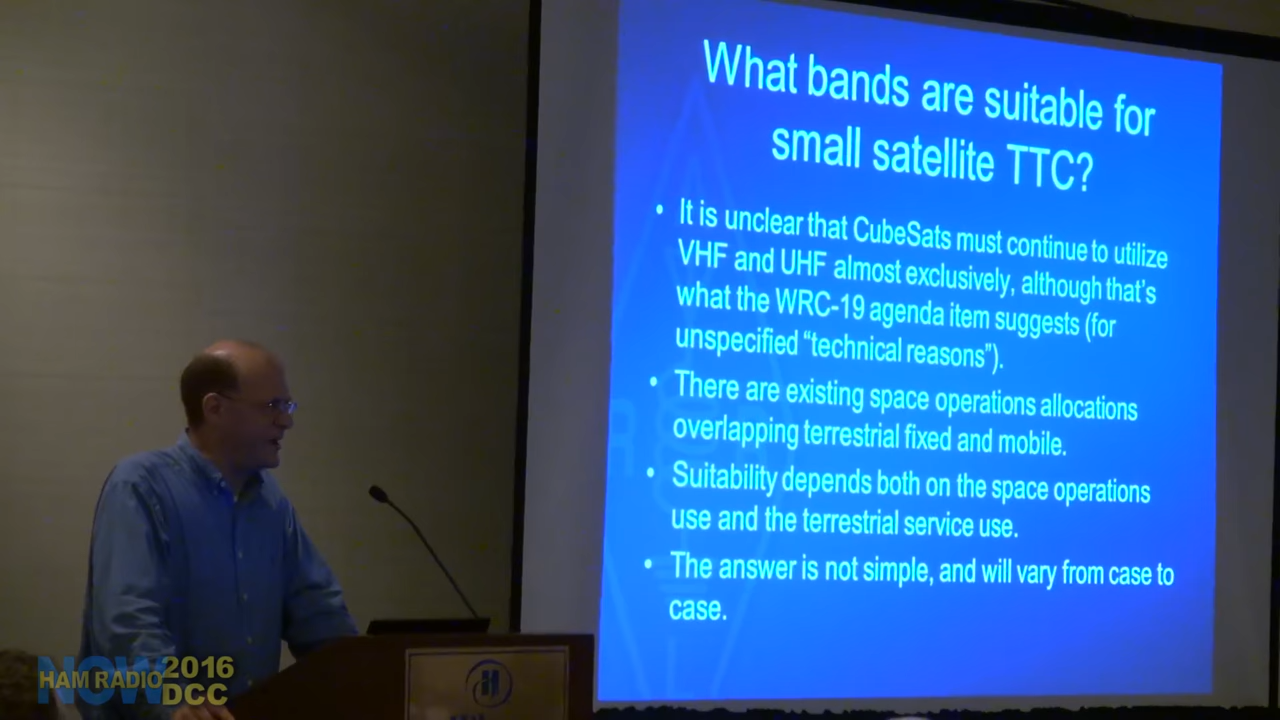 What bands are suitable for
small satellite TTC?
• It is unclear that CubeSats must continue to utilize
VHF and UHF almost exclusively, although that's
what the WRC-19 agenda item suggests (for
unspecified “technical reasons”).
• There are existing space operations allocations
overlapping terrestrial fixed and mobile.
• Suitability depends both on the space operations
use and the terrestrial service use.
• The answer is not simple, and will vary from case to
case.
HAM RADIO NOW 2016
DCC